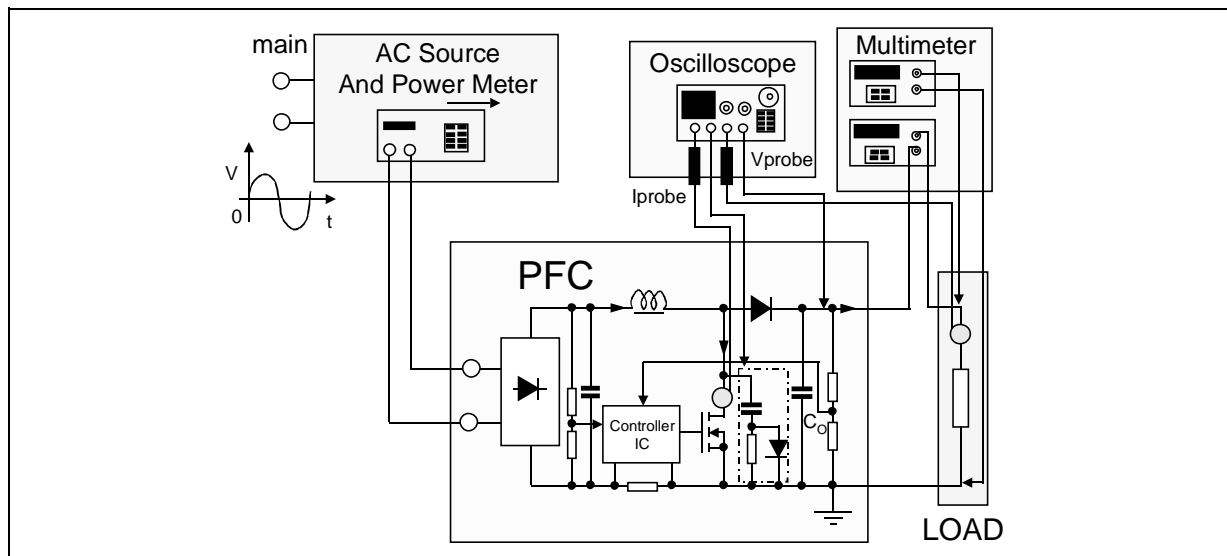 main
AC Source
And Power Meter
Oscilloscope
Multimeter
Vprobe
Iprobe
V
0
t
PFC
Controller
IC
CO
LOAD